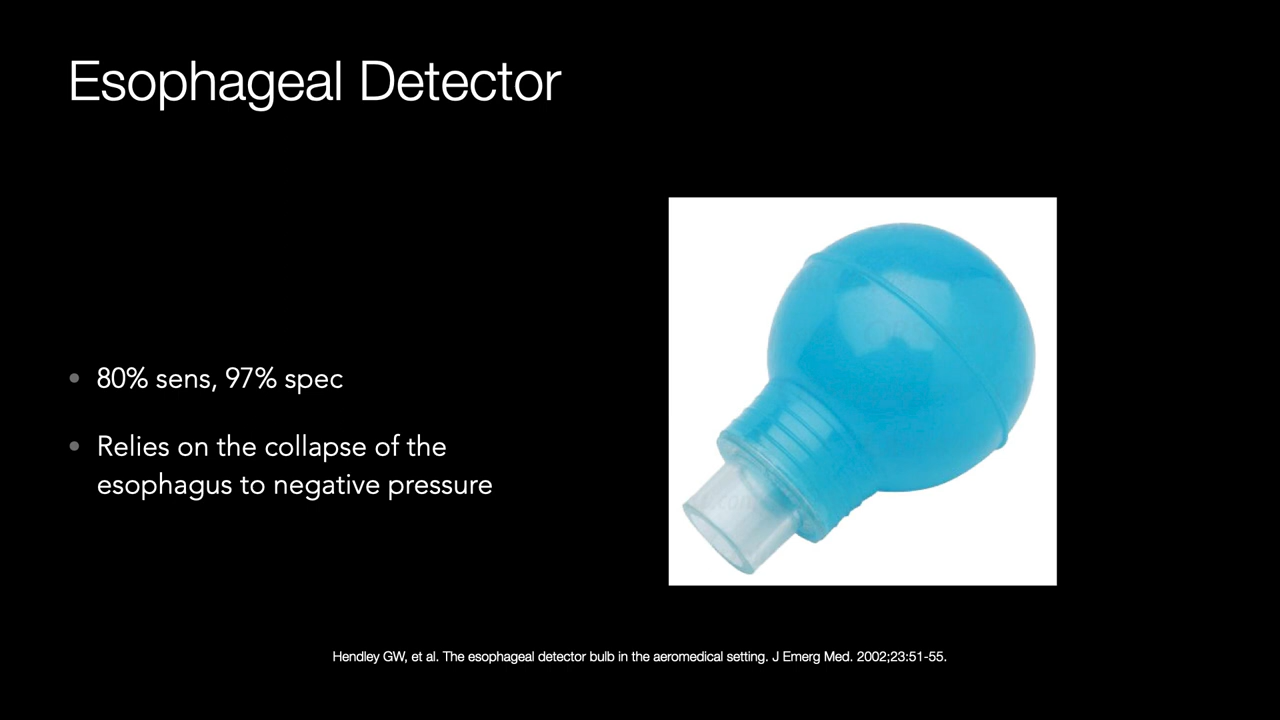 Esophageal Detector
• 80% sens, 97% spec
• Relies on the collapse of the
esophagus to negative pressure
Hendley GW, et al. The esophageal detector bulb in the aeromedical setting. J Emerg Med. 2002;23:51-55.